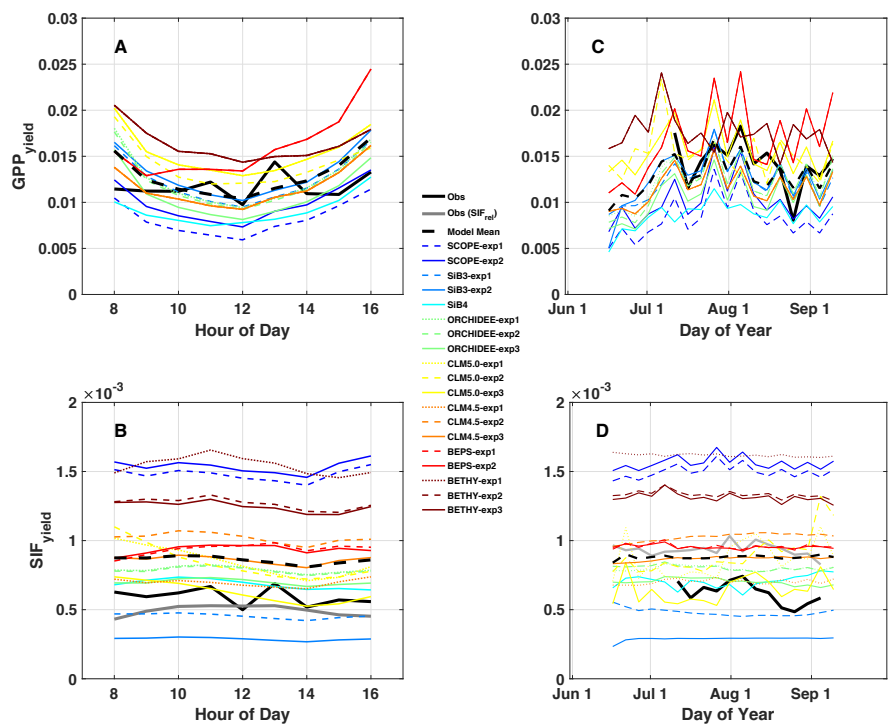 A
0.03
0.025
0.02
0.015
0.01
0.005
0
GPP_yield
8 10 12 14 16
Hour of Day
C
0.03
0.025
0.02
0.015
0.01
0.005
0
Jun 1 Jul 1 Aug 1 Sep 1
Day of Year
Obs
Obs (SIF_rel)
Model Mean
SCOPE-exp1
SCOPE-exp2
SiB3-exp1
SiB3-exp2
SiB4
ORCHIDEE-exp1
ORCHIDEE-exp2
ORCHIDEE-exp3
CLM5.0-exp1
CLM5.0-exp2
CLM5.0-exp3
CLM4.5-exp1
CLM4.5-exp2
CLM4.5-exp3
BEPS-exp1
BEPS-exp2
BETHY-exp1
BETHY-exp2
BETHY-exp3
×10⁻³
B
2
1.5
1
0.5
0
SIF_yield
8 10 12 14 16
Hour of Day
×10⁻³
D
2
1.5
1
0.5
0
Jun 1 Jul 1 Aug 1 Sep 1
Day of Year